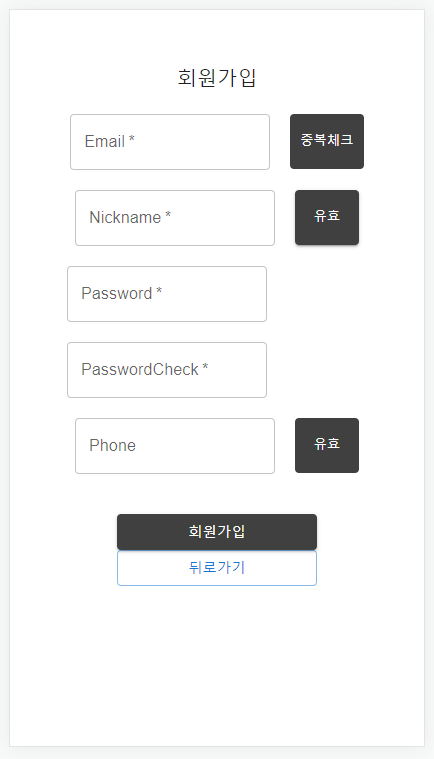 회원가입
Email *
중복체크
Nickname *
유효
Password *
PasswordCheck *
Phone
유효
회원가입
뒤로가기